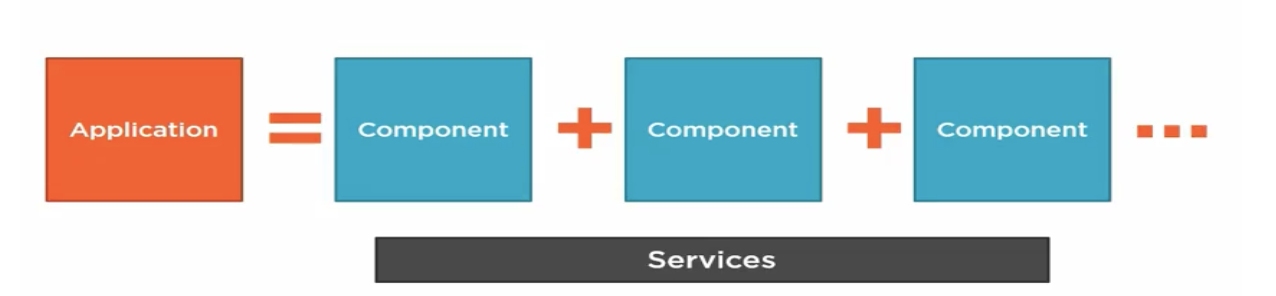 Application = Component + Component + Component ...
Services